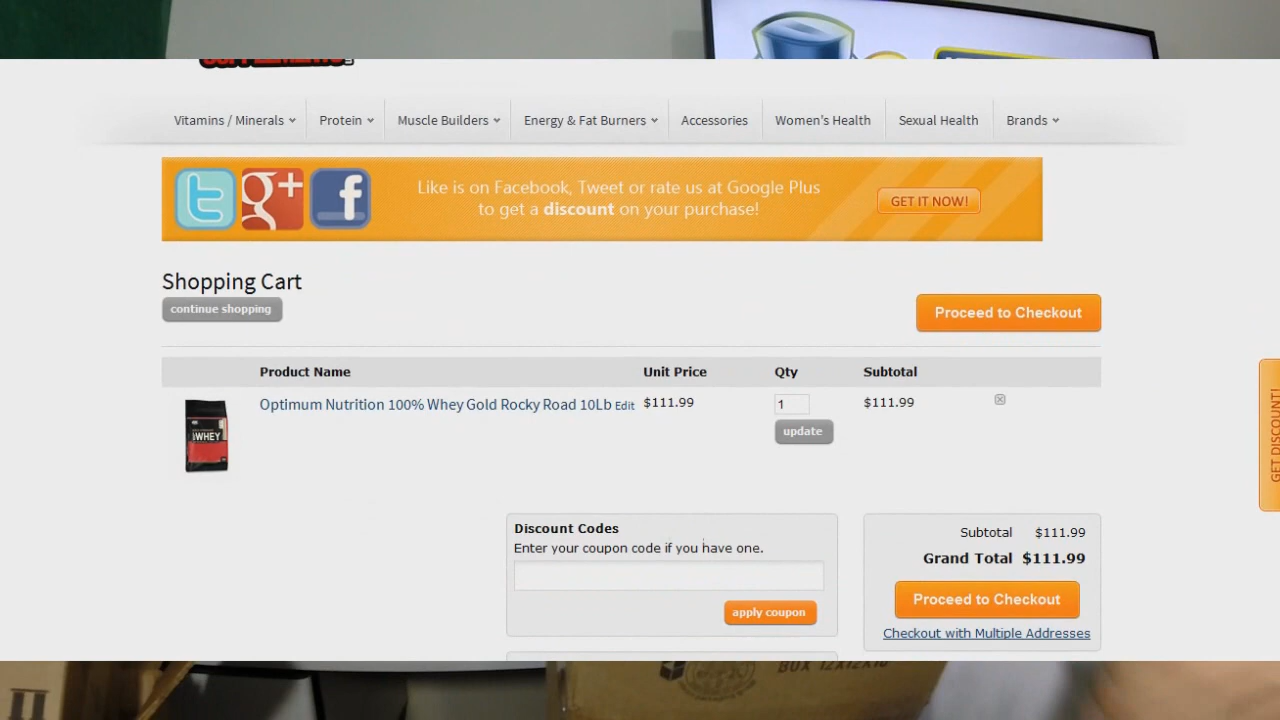 Vitamins / Minerals
Protein
Muscle Builders
Energy & Fat Burners
Accessories
Women's Health
Sexual Health
Brands
Like is on Facebook, Tweet or rate us at Google Plus
to get a discount on your purchase!
GET IT NOW!
Shopping Cart
continue shopping
Proceed to Checkout
Product Name
Unit Price
Qty
Subtotal
WHEY
Optimum Nutrition 100% Whey Gold Rocky Road 10Lb Edit
$111.99
1
$111.99
update
GET DISCOUNT!
Discount Codes
Enter your coupon code if you have one.
apply coupon
Subtotal $111.99
Grand Total $111.99
Proceed to Checkout
Checkout with Multiple Addresses